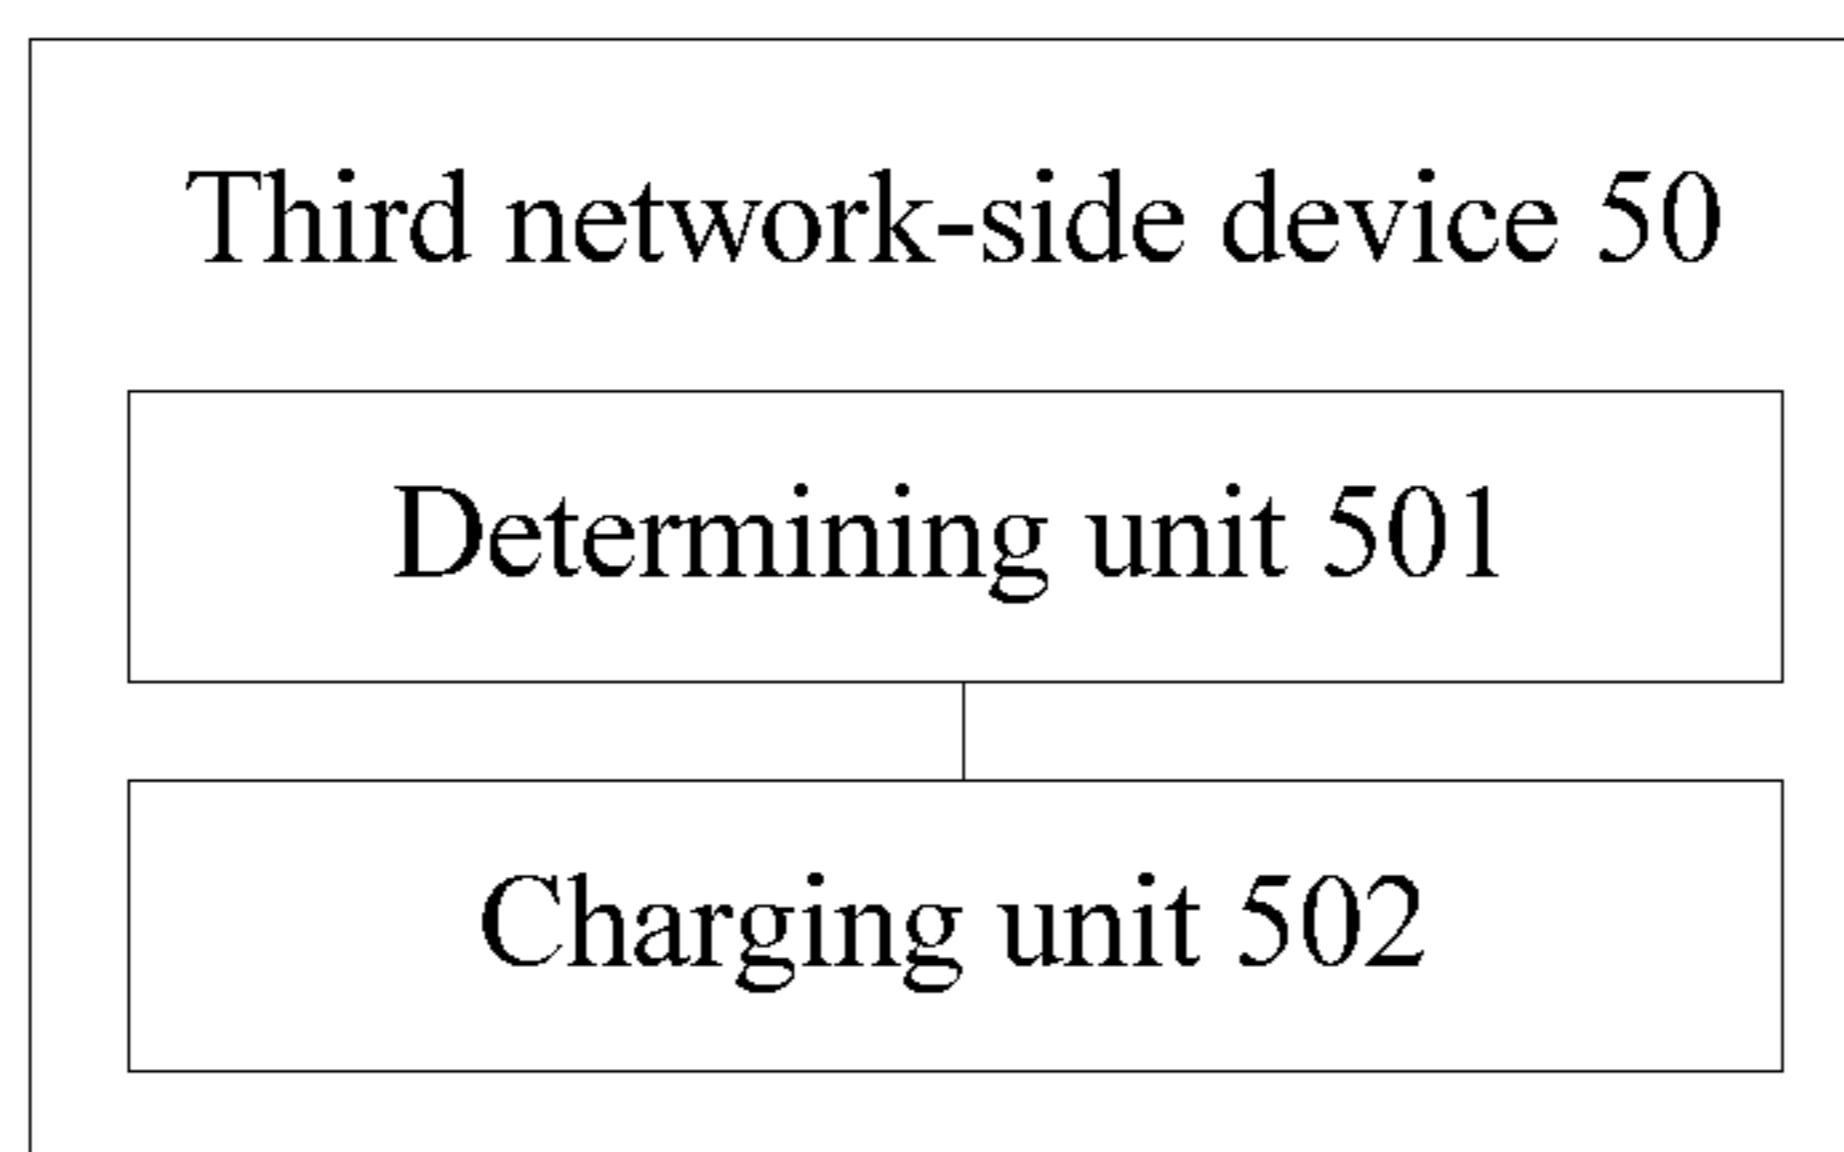 Third network-side device 50
Determining unit 501
Charging unit 502